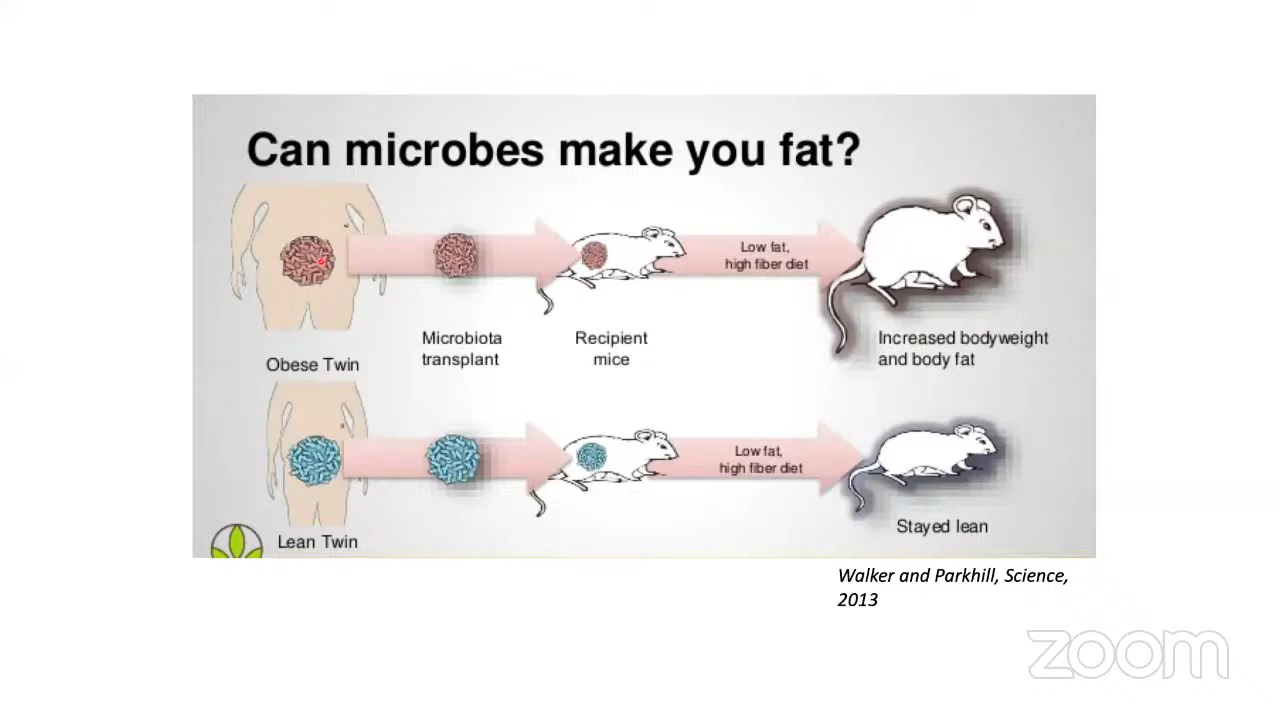 Can microbes make you fat?
Low fat,
high fiber diet
Microbiota
transplant
Recipient
mice
Increased bodyweight
and body fat
Obese Twin
Low fat,
high fiber diet
Stayed lean
Lean Twin
Walker and Parkhill, Science,
2013
zoom